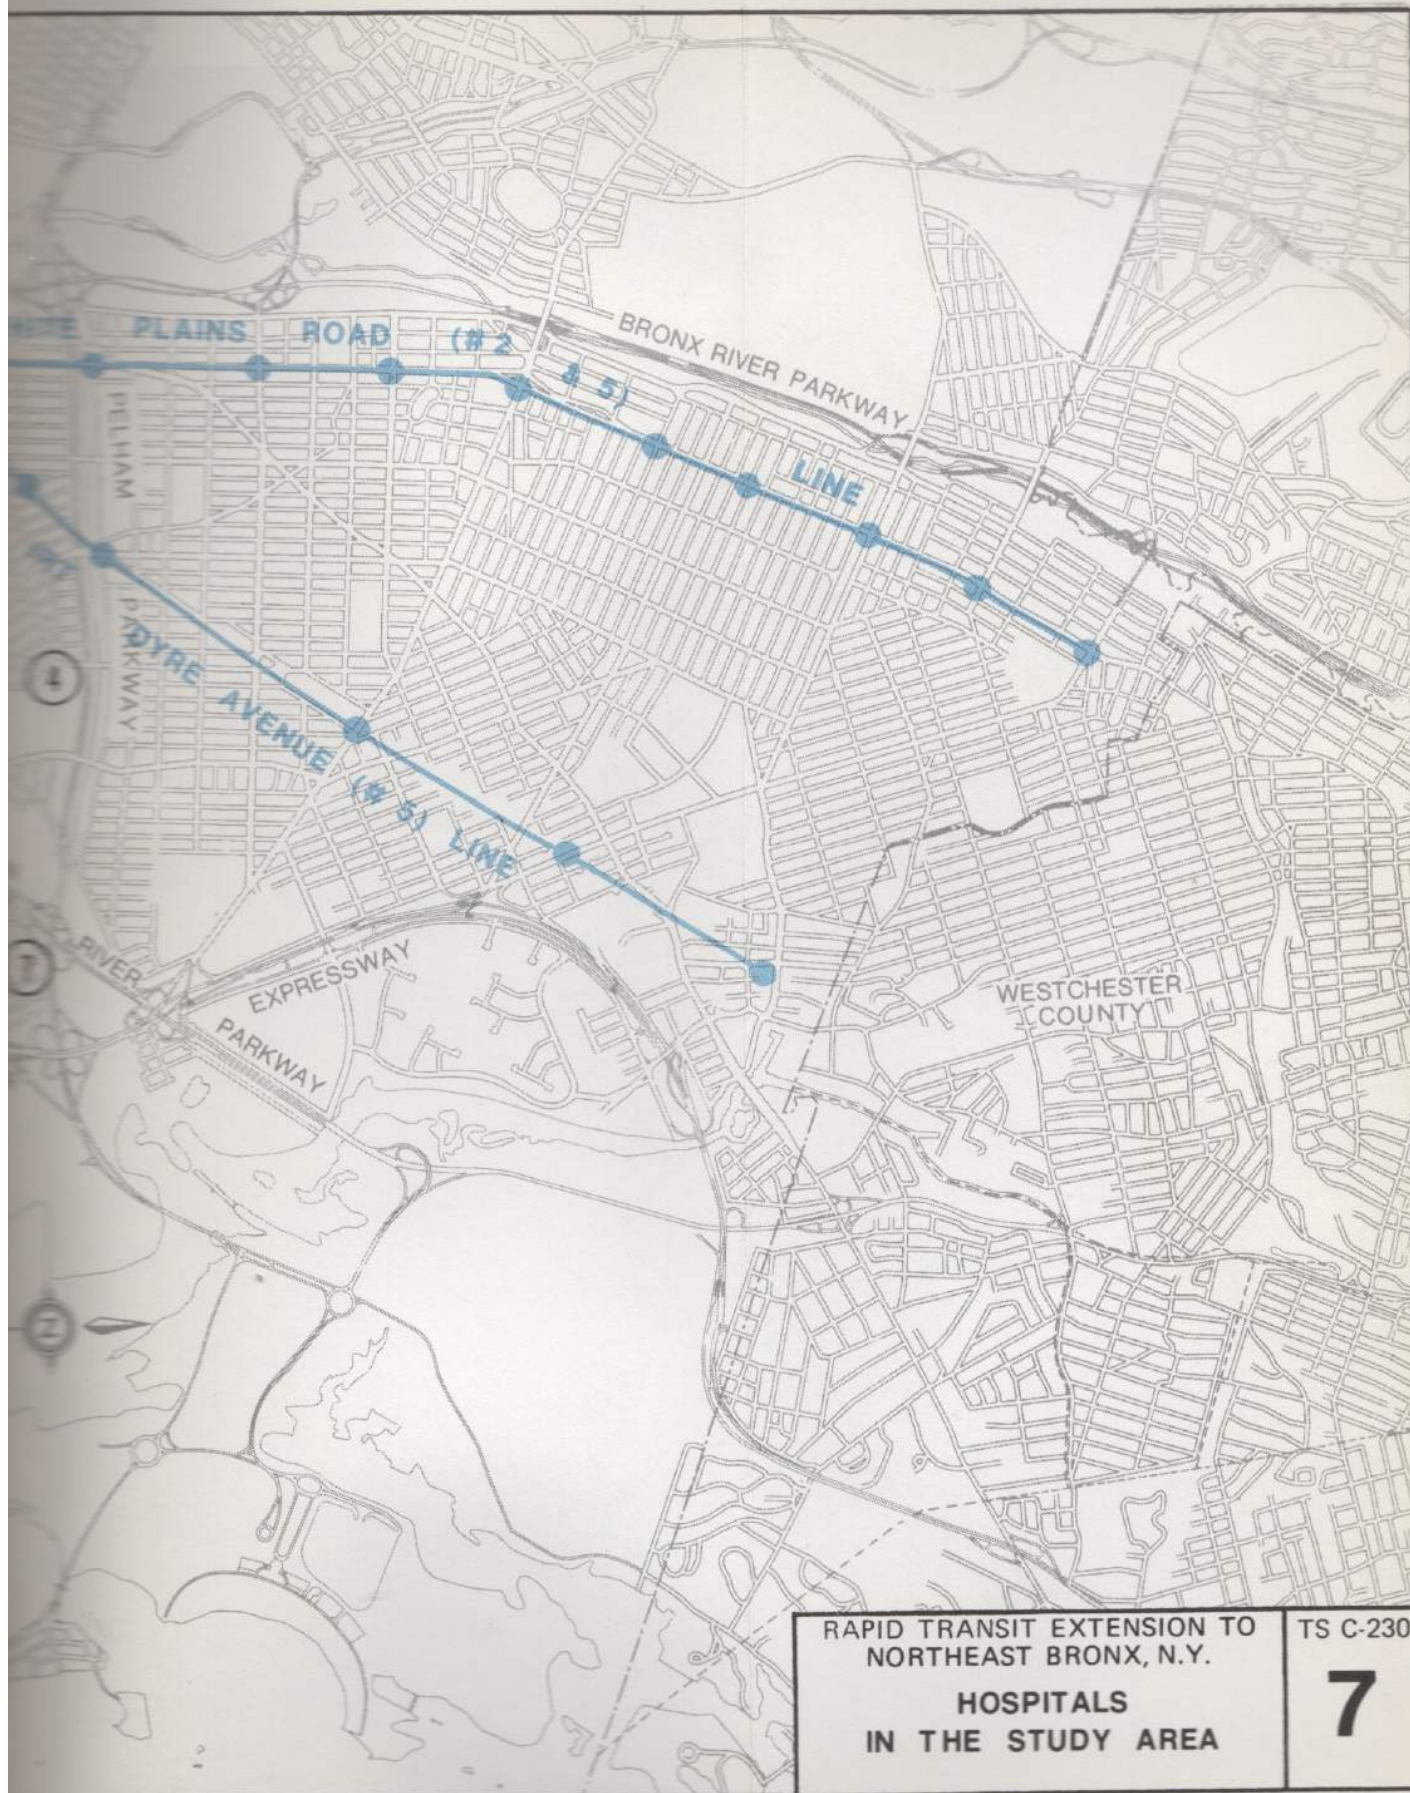 PLAINS ROAD (# 2 & 5) LINE
BRONX RIVER PARKWAY
PELHAM PARKWAY
4
DYRE AVENUE (# 5) LINE
7
RIVER PARKWAY
EXPRESSWAY
WESTCHESTER
COUNTY
Z
RAPID TRANSIT EXTENSION TO
NORTHEAST BRONX, N.Y.
HOSPITALS
IN THE STUDY AREA
TS C-230
7